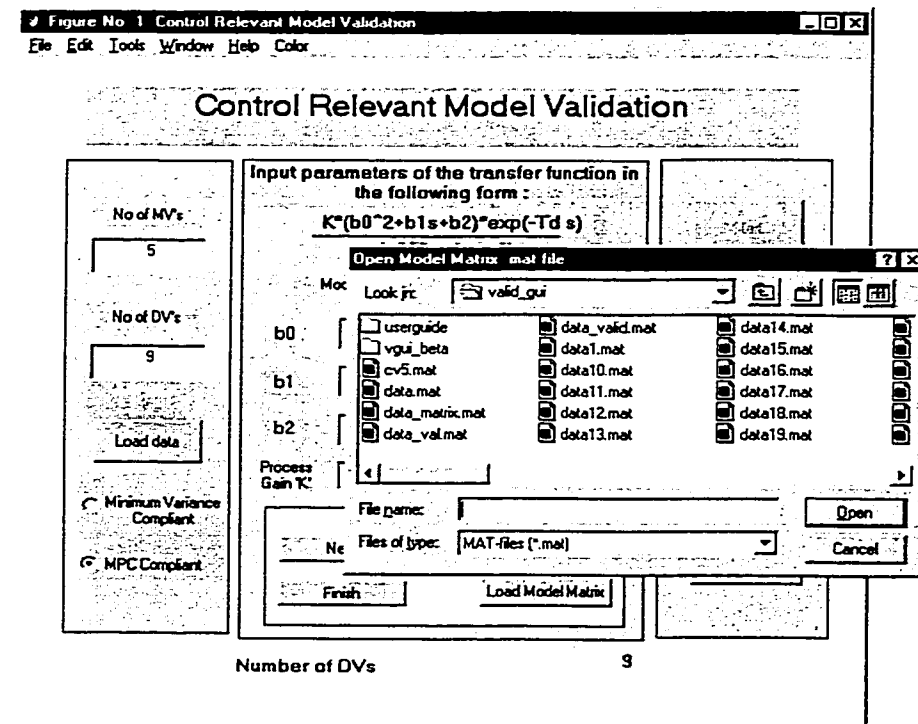 Figure No 1 Control Relevant Model Validation
File Edit Tools Window Help Color
Control Relevant Model Validation
No of MV's
5
No of DV's
9
Load data
Minimum Variance
Compliant
MPC Compliant
Input parameters of the transfer function in
the following form :
K*(b0^2+b1s+b2)*exp(-Td s)
b0
b1
b2
Process
Gain 'K'
Finish
Load Model Matrix
Open Model Matrix mat file
Look in:
valid_gui
userguide
vgui_beta
cv5.mat
data.mat
data_matrix.mat
data_val.mat
data_valid.mat
data1.mat
data10.mat
data11.mat
data12.mat
data13.mat
data14.mat
data15.mat
data16.mat
data17.mat
data18.mat
data19.mat
File name:
Open
Files of type:
MAT-files (*.mat)
Cancel
Number of DVs
9